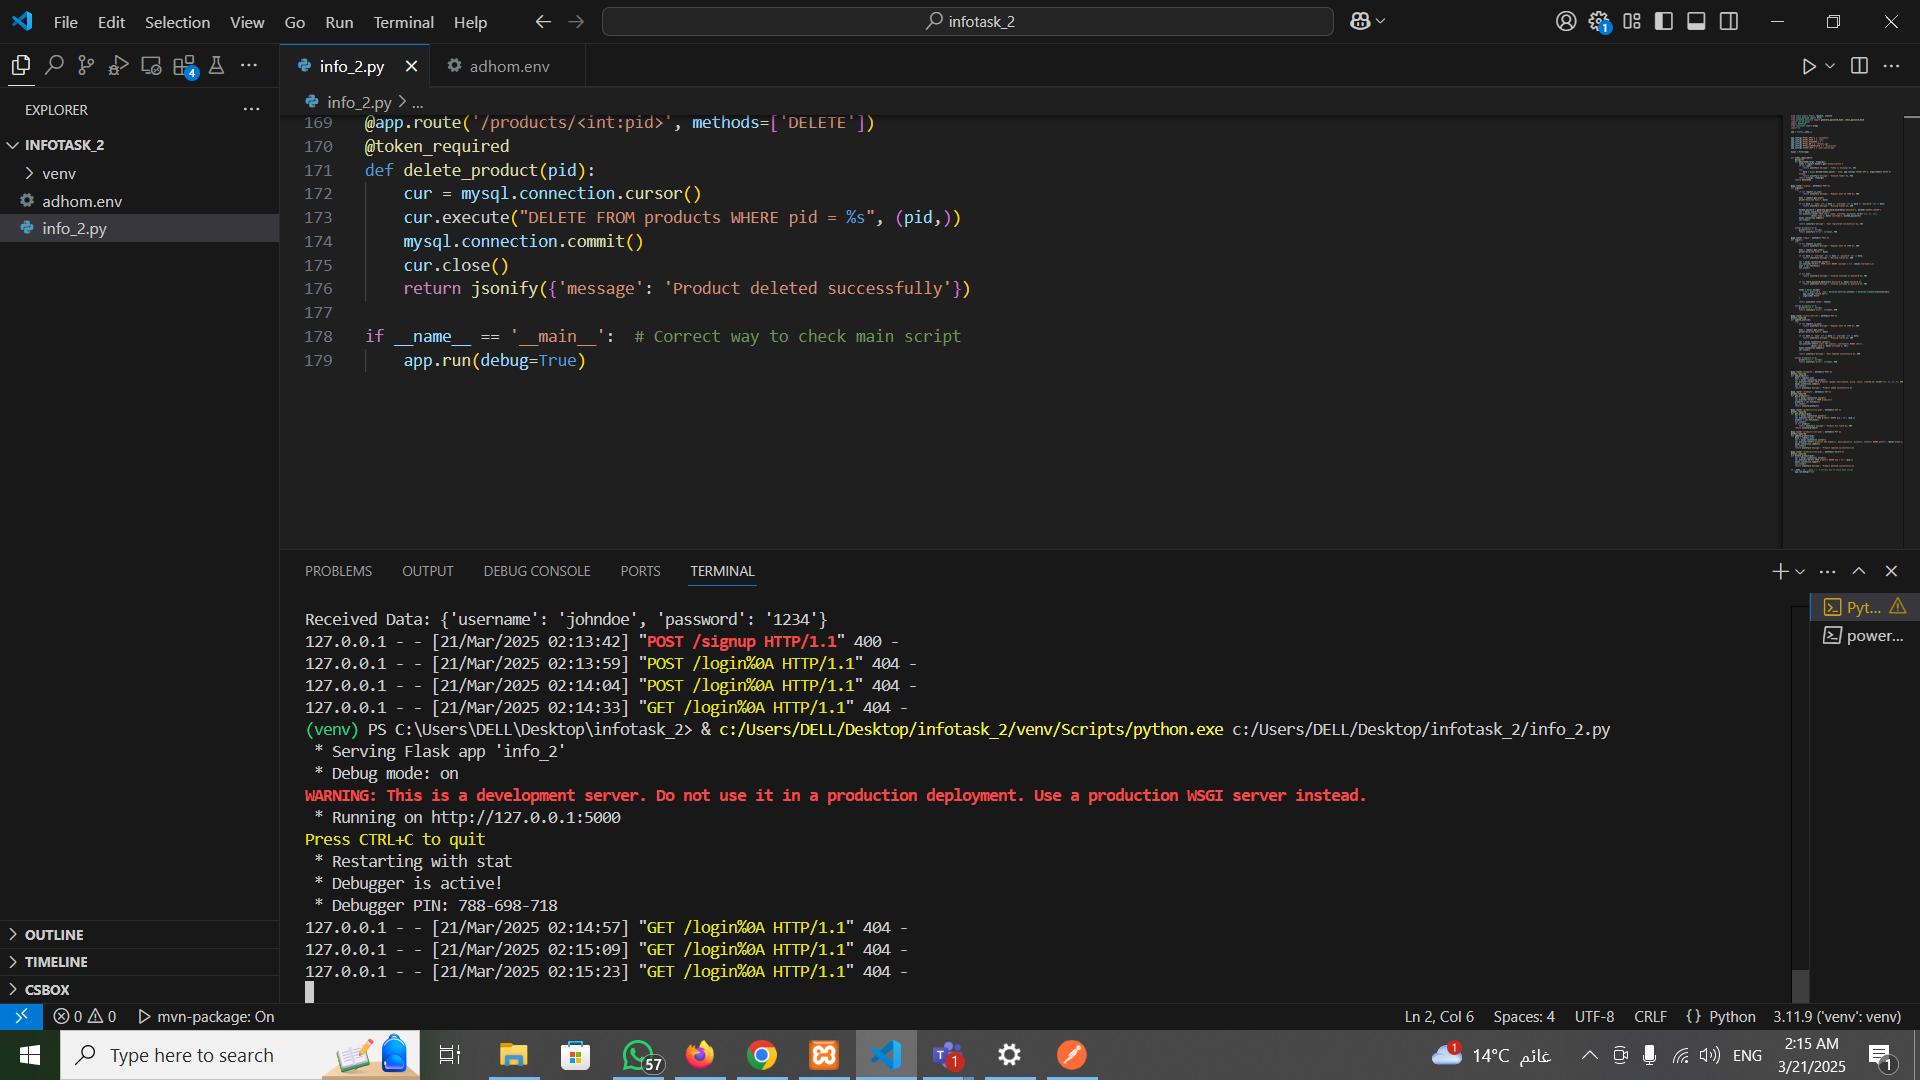 File Edit Selection View Go Run Terminal Help
infotask_2
1
4
info_2.py
adhom.env
EXPLORER
info_2.py > ...
INFOTASK_2
venv
adhom.env
info_2.py
169 @app.route('/products/<int:pid>', methods=['DELETE'])
170 @token_required
171 def delete_product(pid):
172 cur = mysql.connection.cursor()
173 cur.execute("DELETE FROM products WHERE pid = %s", (pid,))
174 mysql.connection.commit()
175 cur.close()
176 return jsonify({'message': 'Product deleted successfully'})
177
178 if __name__ == '__main__': # Correct way to check main script
179 app.run(debug=True)
PROBLEMS OUTPUT DEBUG CONSOLE PORTS TERMINAL
Received Data: {'username': 'johndoe', 'password': '1234'}
127.0.0.1 - - [21/Mar/2025 02:13:42] "POST /signup HTTP/1.1" 400 -
127.0.0.1 - - [21/Mar/2025 02:13:59] "POST /login%0A HTTP/1.1" 404 -
127.0.0.1 - - [21/Mar/2025 02:14:04] "POST /login%0A HTTP/1.1" 404 -
127.0.0.1 - - [21/Mar/2025 02:14:33] "GET /login%0A HTTP/1.1" 404 -
(venv) PS C:\Users\DELL\Desktop\infotask_2> & c:/Users/DELL/Desktop/infotask_2/venv/Scripts/python.exe c:/Users/DELL/Desktop/infotask_2/info_2.py
* Serving Flask app 'info_2'
* Debug mode: on
WARNING: This is a development server. Do not use it in a production deployment. Use a production WSGI server instead.
* Running on http://127.0.0.1:5000
Press CTRL+C to quit
* Restarting with stat
* Debugger is active!
* Debugger PIN: 788-698-718
127.0.0.1 - - [21/Mar/2025 02:14:57] "GET /login%0A HTTP/1.1" 404 -
127.0.0.1 - - [21/Mar/2025 02:15:09] "GET /login%0A HTTP/1.1" 404 -
127.0.0.1 - - [21/Mar/2025 02:15:23] "GET /login%0A HTTP/1.1" 404 -
Pyt...
power...
OUTLINE
TIMELINE
CSBOX
0 0 mvn-package: On
Ln 2, Col 6 Spaces: 4 UTF-8 CRLF {} Python 3.11.9 ('venv': venv)
Type here to search
57
1
1
14°C غائم
ENG
2:15 AM
3/21/2025
1